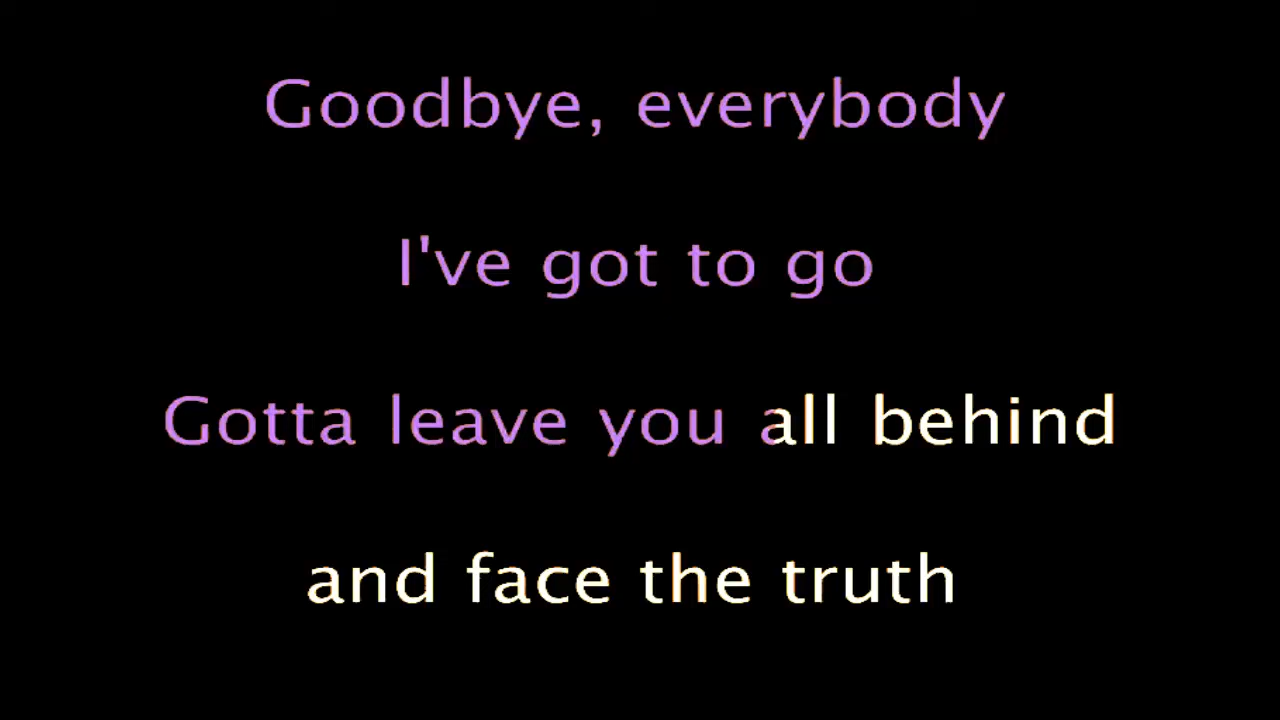 Goodbye, everybody
I've got to go
Gotta leave you all behind
and face the truth